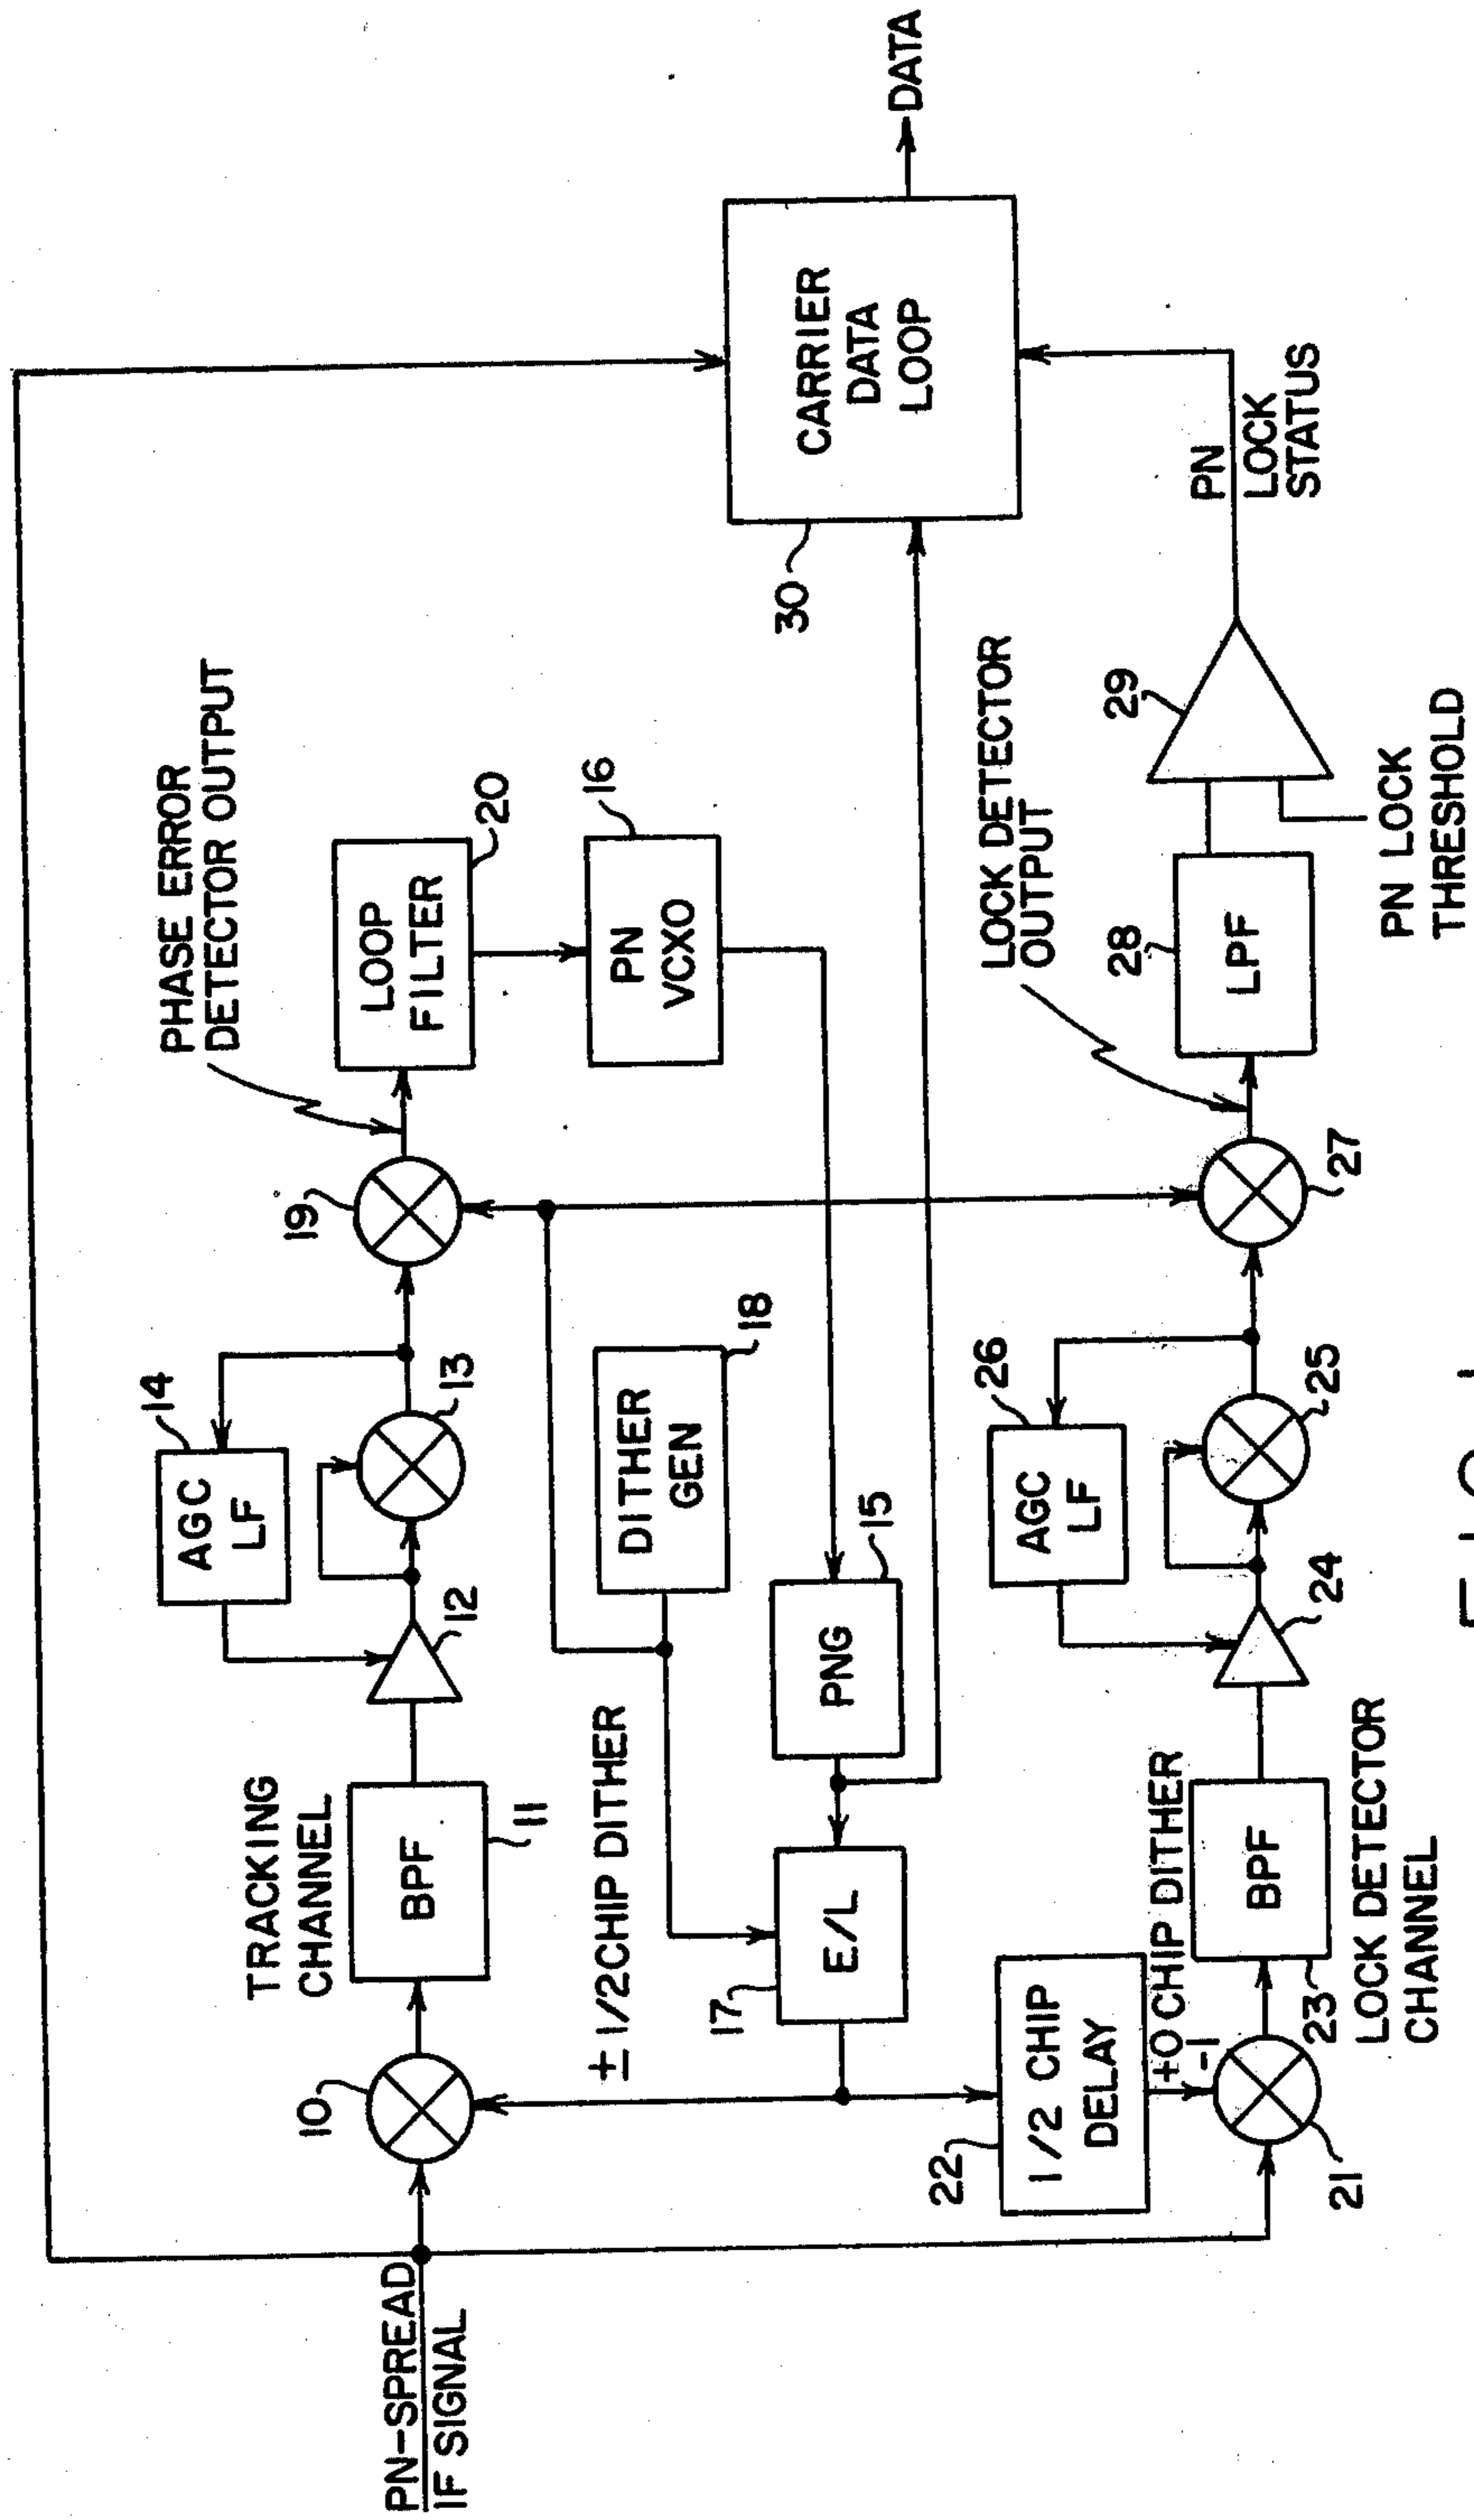 PN-SPREAD
IF SIGNAL
10
TRACKING
CHANNEL
BPF
11
12
AGC
LF
14
13
19
PHASE ERROR
DETECTOR OUTPUT
LOOP
FILTER
20
PN
VCXO
16
± 1/2 CHIP DITHER
DITHER
GEN
18
PNG
15
E/L
17
1/2 CHIP
DELAY
22
+0 CHIP DITHER
-1
21
BPF
23
LOCK DETECTOR
CHANNEL
24
AGC
LF
26
25
27
LOCK DETECTOR
OUTPUT
LPF
28
29
PN LOCK
THRESHOLD
PN
LOCK
STATUS
CARRIER
DATA
LOOP
30
DATA